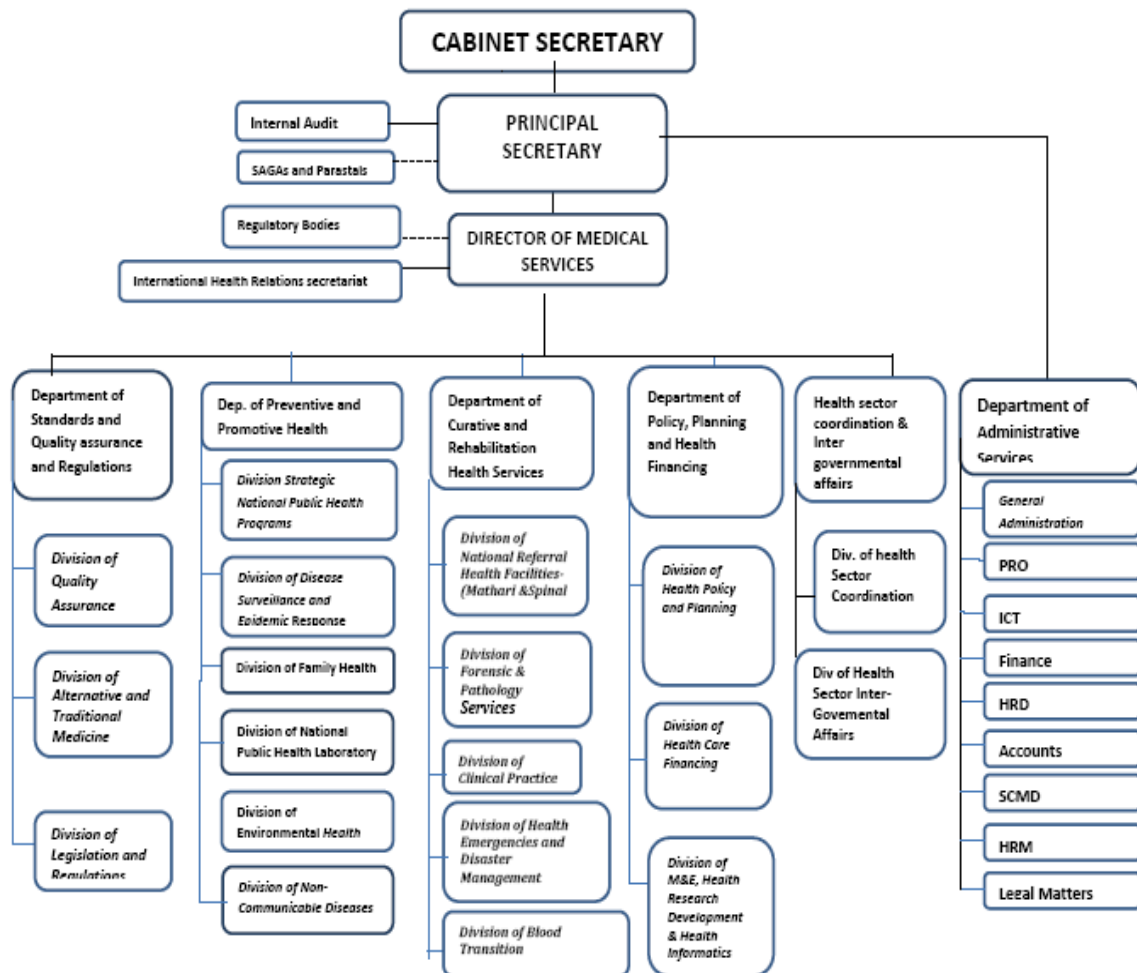 CABINET SECRETARY
PRINCIPAL
SECRETARY
Internal Audit
SAGAs and Parastals
Regulatory Bodies
DIRECTOR OF MEDICAL
SERVICES
International Health Relations secretariat
Department of
Standards and
Quality assurance
and Regulations
Division of
Quality
Assurance
Division of
Alternative and
Traditional
Medicine
Division of
Legislation and
Regulations
Dep. of Preventive and
Promotive Health
Division Strategic
National Public Health
Programs
Division of Disease
Surveillance and
Epidemic Response
Division of Family Health
Division of National
Public Health Laboratory
Division of
Environmental Health
Division of Non-
Communicable Diseases
Department of
Curative and
Rehabilitation
Health Services
Division of
National Referral
Health Facilities-
(Mathari &Spinal
Division of
Forensic &
Pathology
Services
Division of
Clinical Practice
Division of Health
Emergencies and
Disaster
Management
Division of Blood
Transition
Department of
Policy, Planning
and Health
Financing
Division of
Health Policy
and Planning
Division of
Health Care
Financing
Division of
M&E, Health
Research
Development
& Health
Informatics
Health sector
coordination &
Inter
governmental
affairs
Div. of health
Sector
Coordination
Div of Health
Sector Inter-
Govemental
Affairs
Department of
Administrative
Services
General
Administration
PRO
ICT
Finance
HRD
Accounts
SCMD
HRM
Legal Matters